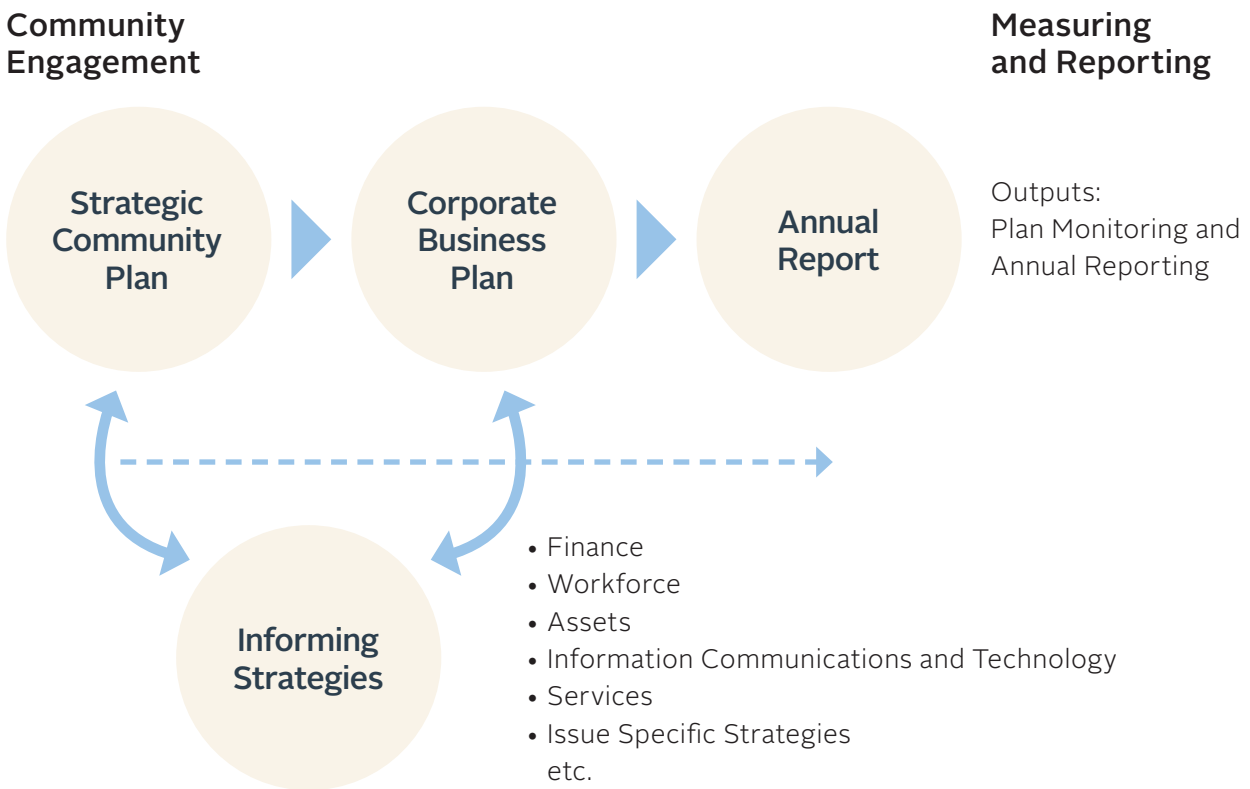 Community
Engagement
Measuring
and Reporting
Strategic
Community
Plan
Corporate
Business
Plan
Annual
Report
Outputs:
Plan Monitoring and
Annual Reporting
Informing
Strategies
• Finance
• Workforce
• Assets
• Information Communications and Technology
• Services
• Issue Specific Strategies
etc.